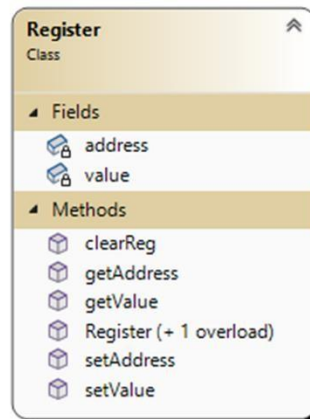 Register
Class
Fields
address
value
Methods
clearReg
getAddress
getValue
Register (+ 1 overload)
setAddress
setValue